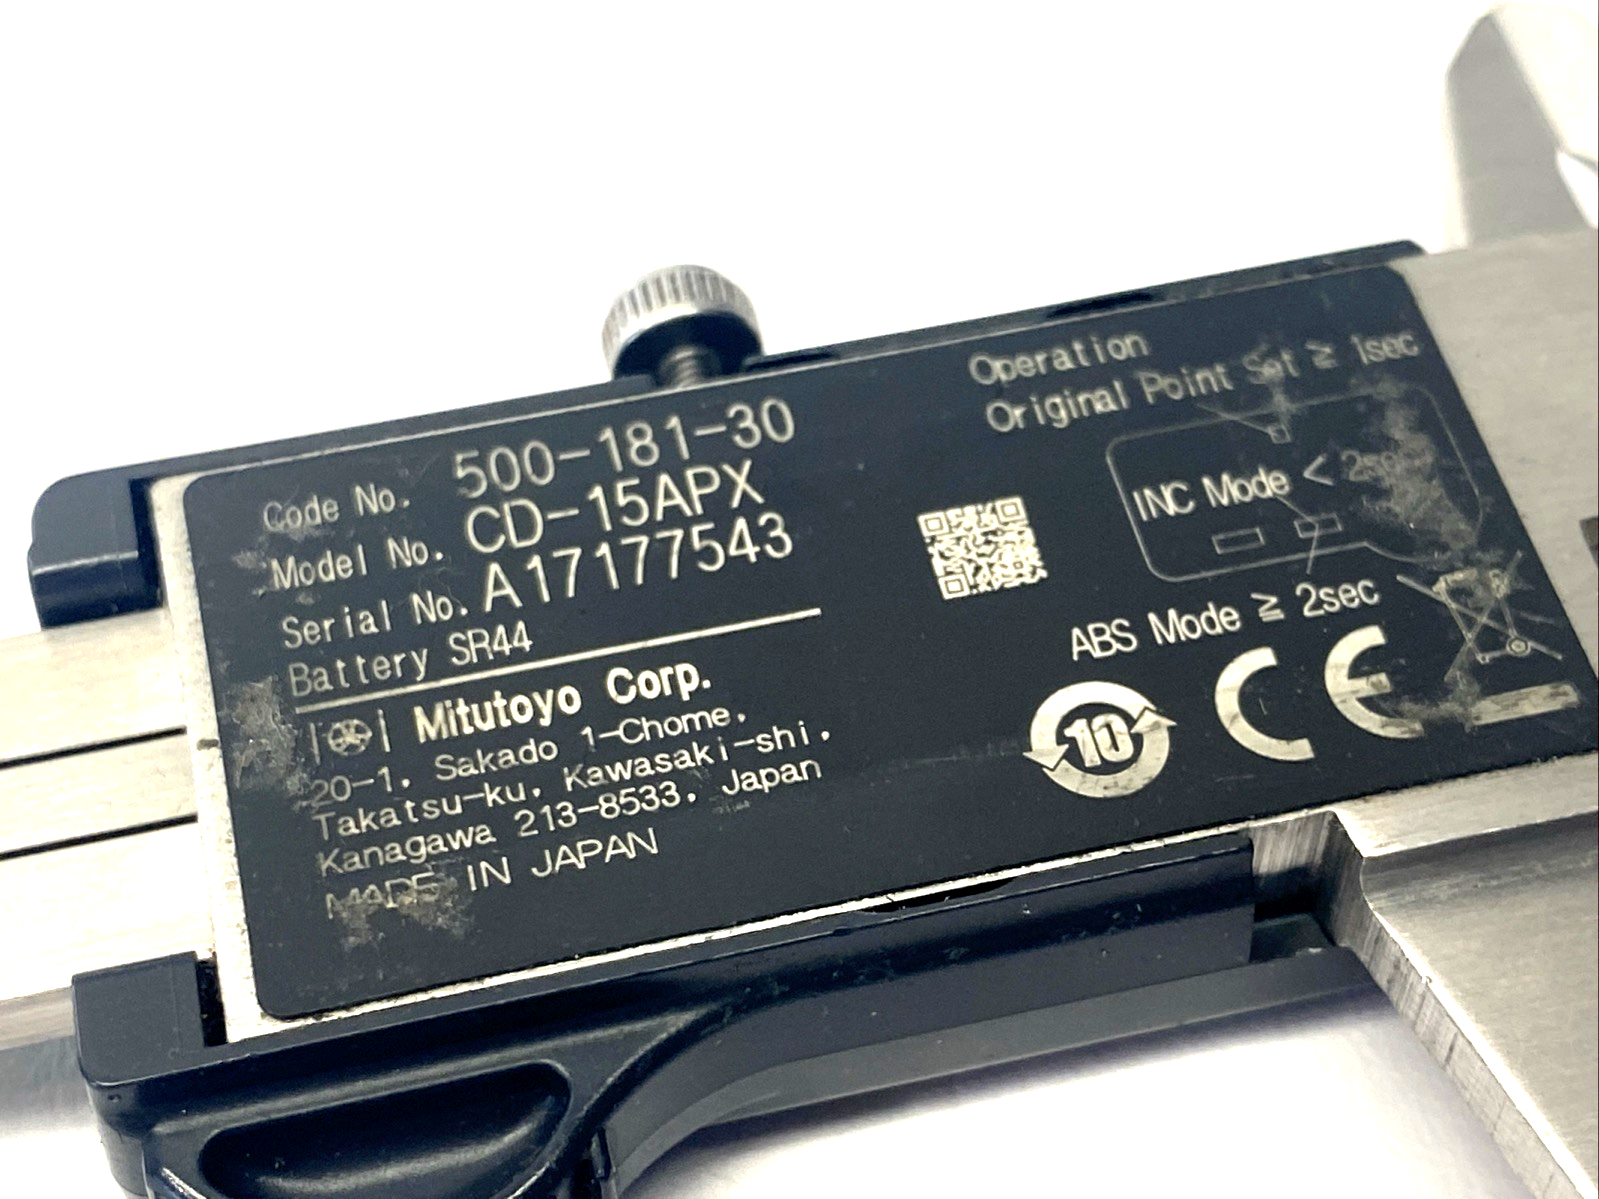 Code No. 500-181-30
Model No. CD-15APX
Serial No. A17177543
Battery SR44
Mitutoyo Corp.
20-1, Sakado 1-Chome,
Takatsu-ku, Kawasaki-shi,
Kanagawa 213-8533, Japan
MADE IN JAPAN
Operation
Original Point Set ≧ 1sec
INC Mode < 2sec
ABS Mode ≧ 2sec
10
CE